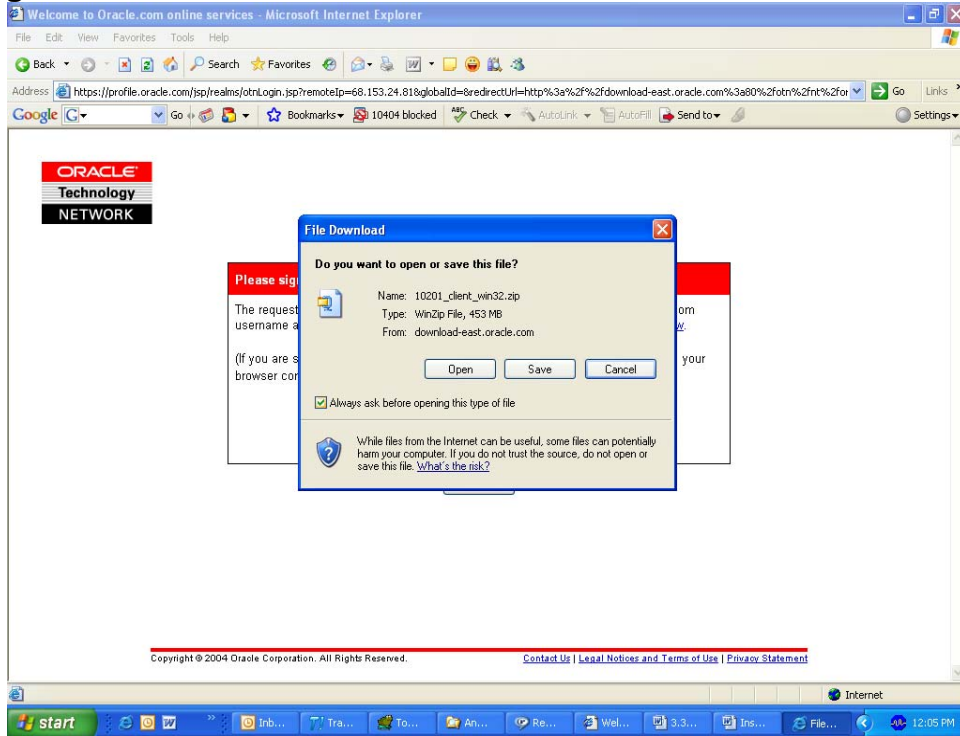 Welcome to Oracle.com online services - Microsoft Internet Explorer
File Edit View Favorites Tools Help
Back Search Favorites
Address https://profile.oracle.com/jsp/realms/otnLogin.jsp?remoteIp=68.153.24.81&globalId=&redirectUrl=http%3a%2f%2fdownload-east.oracle.com%3a80%2fotn%2fnt%2for Go Links
Google G Go Bookmarks 10404 blocked ABC Check AutoLink AutoFill Send to Settings
ORACLE
Technology
NETWORK
File Download
Do you want to open or save this file?
Name: 10201_client_win32.zip
Type: WinZip File, 453 MB
From: download-east.oracle.com
Open Save Cancel
Always ask before opening this type of file
While files from the Internet can be useful, some files can potentially
harm your computer. If you do not trust the source, do not open or
save this file. What's the risk?
Please sig
The request om
username a w.
(If you are s your
browser cor
Copyright © 2004 Oracle Corporation. All Rights Reserved. Contact Us | Legal Notices and Terms of Use | Privacy Statement
Internet
start Inb... Tra... To... An... Re... Wel... 3.3... Ins... File... 12:05 PM